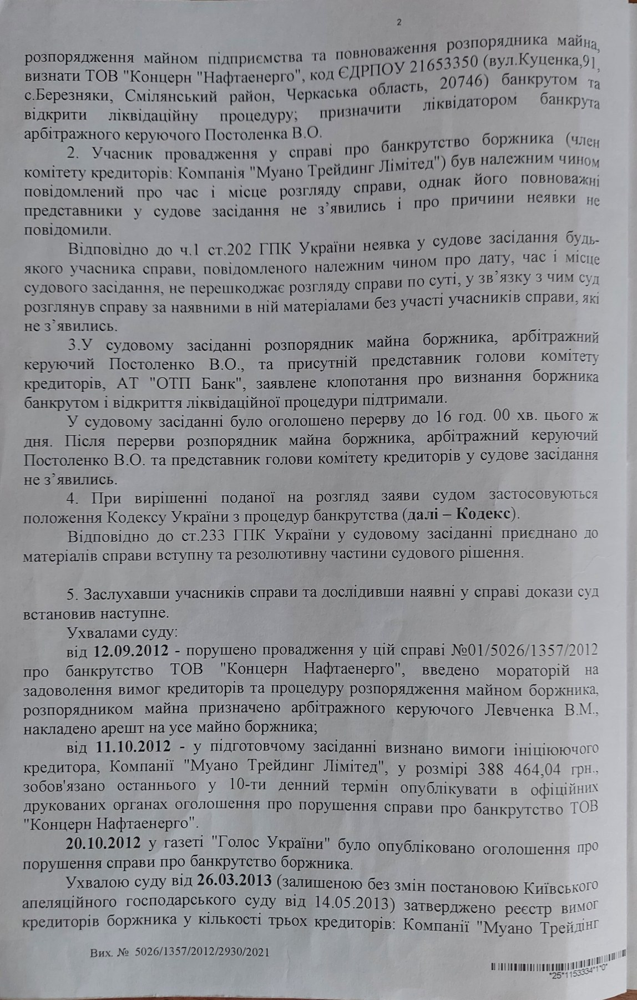 2
розпорядження майном підприємства та повноваження розпорядника майна,
визнати ТОВ "Концерн "Нафтаенерго", код ЄДРПОУ 21653350 (вул.Куценка,91,
с.Березняки, Смілянський район, Черкаська область, 20746) банкрутом та
відкрити ліквідаційну процедуру; призначити ліквідатором банкрута
арбітражного керуючого Постоленка В.О.
2. Учасник провадження у справі про банкрутство боржника (член
комітету кредиторів: Компанія "Муано Трейдинг Лімітед") був належним чином
повідомлений про час і місце розгляду справи, однак його повноважні
представники у судове засідання не з’явились і про причини неявки не
повідомили.
Відповідно до ч.1 ст.202 ГПК України неявка у судове засідання будь-
якого учасника справи, повідомленого належним чином про дату, час і місце
судового засідання, не перешкоджає розгляду справи по суті, у зв’язку з чим суд
розглянув справу за наявними в ній матеріалами без участі учасників справи, які
не з’явились.
3.У судовому засіданні розпорядник майна боржника, арбітражний
керуючий Постоленко В.О., та присутній представник голови комітету
кредиторів, АТ "ОТП Банк", заявлене клопотання про визнання боржника
банкрутом і відкриття ліквідаційної процедури підтримали.
У судовому засіданні було оголошено перерву до 16 год. 00 хв. цього ж
дня. Після перерви розпорядник майна боржника, арбітражний керуючий
Постоленко В.О. та представник голови комітету кредиторів у судове засідання
не з’явились.
4. При вирішенні поданої на розгляд заяви судом застосовуються
положення Кодексу України з процедур банкрутства (далі – Кодекс).
Відповідно до ст.233 ГПК України у судовому засіданні приєднано до
матеріалів справи вступну та резолютивну частини судового рішення.
5. Заслухавши учасників справи та дослідивши наявні у справі докази суд
встановив наступне.
Ухвалами суду:
від 12.09.2012 - порушено провадження у цій справі №01/5026/1357/2012
про банкрутство ТОВ "Концерн Нафтаенерго", введено мораторій на
задоволення вимог кредиторів та процедуру розпорядження майном боржника,
розпорядником майна призначено арбітражного керуючого Левченка В.М.,
накладено арешт на усе майно боржника;
від 11.10.2012 - у підготовчому засіданні визнано вимоги ініціюючого
кредитора, Компанії "Муано Трейдинг Лімітед", у розмірі 388 464,04 грн.,
зобов'язано останнього у 10-ти денний термін опублікувати в офіційних
друкованих органах оголошення про порушення справи про банкрутство ТОВ
"Концерн Нафтаенерго".
20.10.2012 у газеті "Голос України" було опубліковано оголошення про
порушення справи про банкрутство боржника.
Ухвалою суду від 26.03.2013 (залишеною без змін постановою Київського
апеляційного господарського суду від 14.05.2013) затверджено реєстр вимог
кредиторів боржника у кількості трьох кредиторів: Компанії "Муано Трейдінг
Вих. № 5026/1357/2012/2930/2021
*25*1153334*1*0*